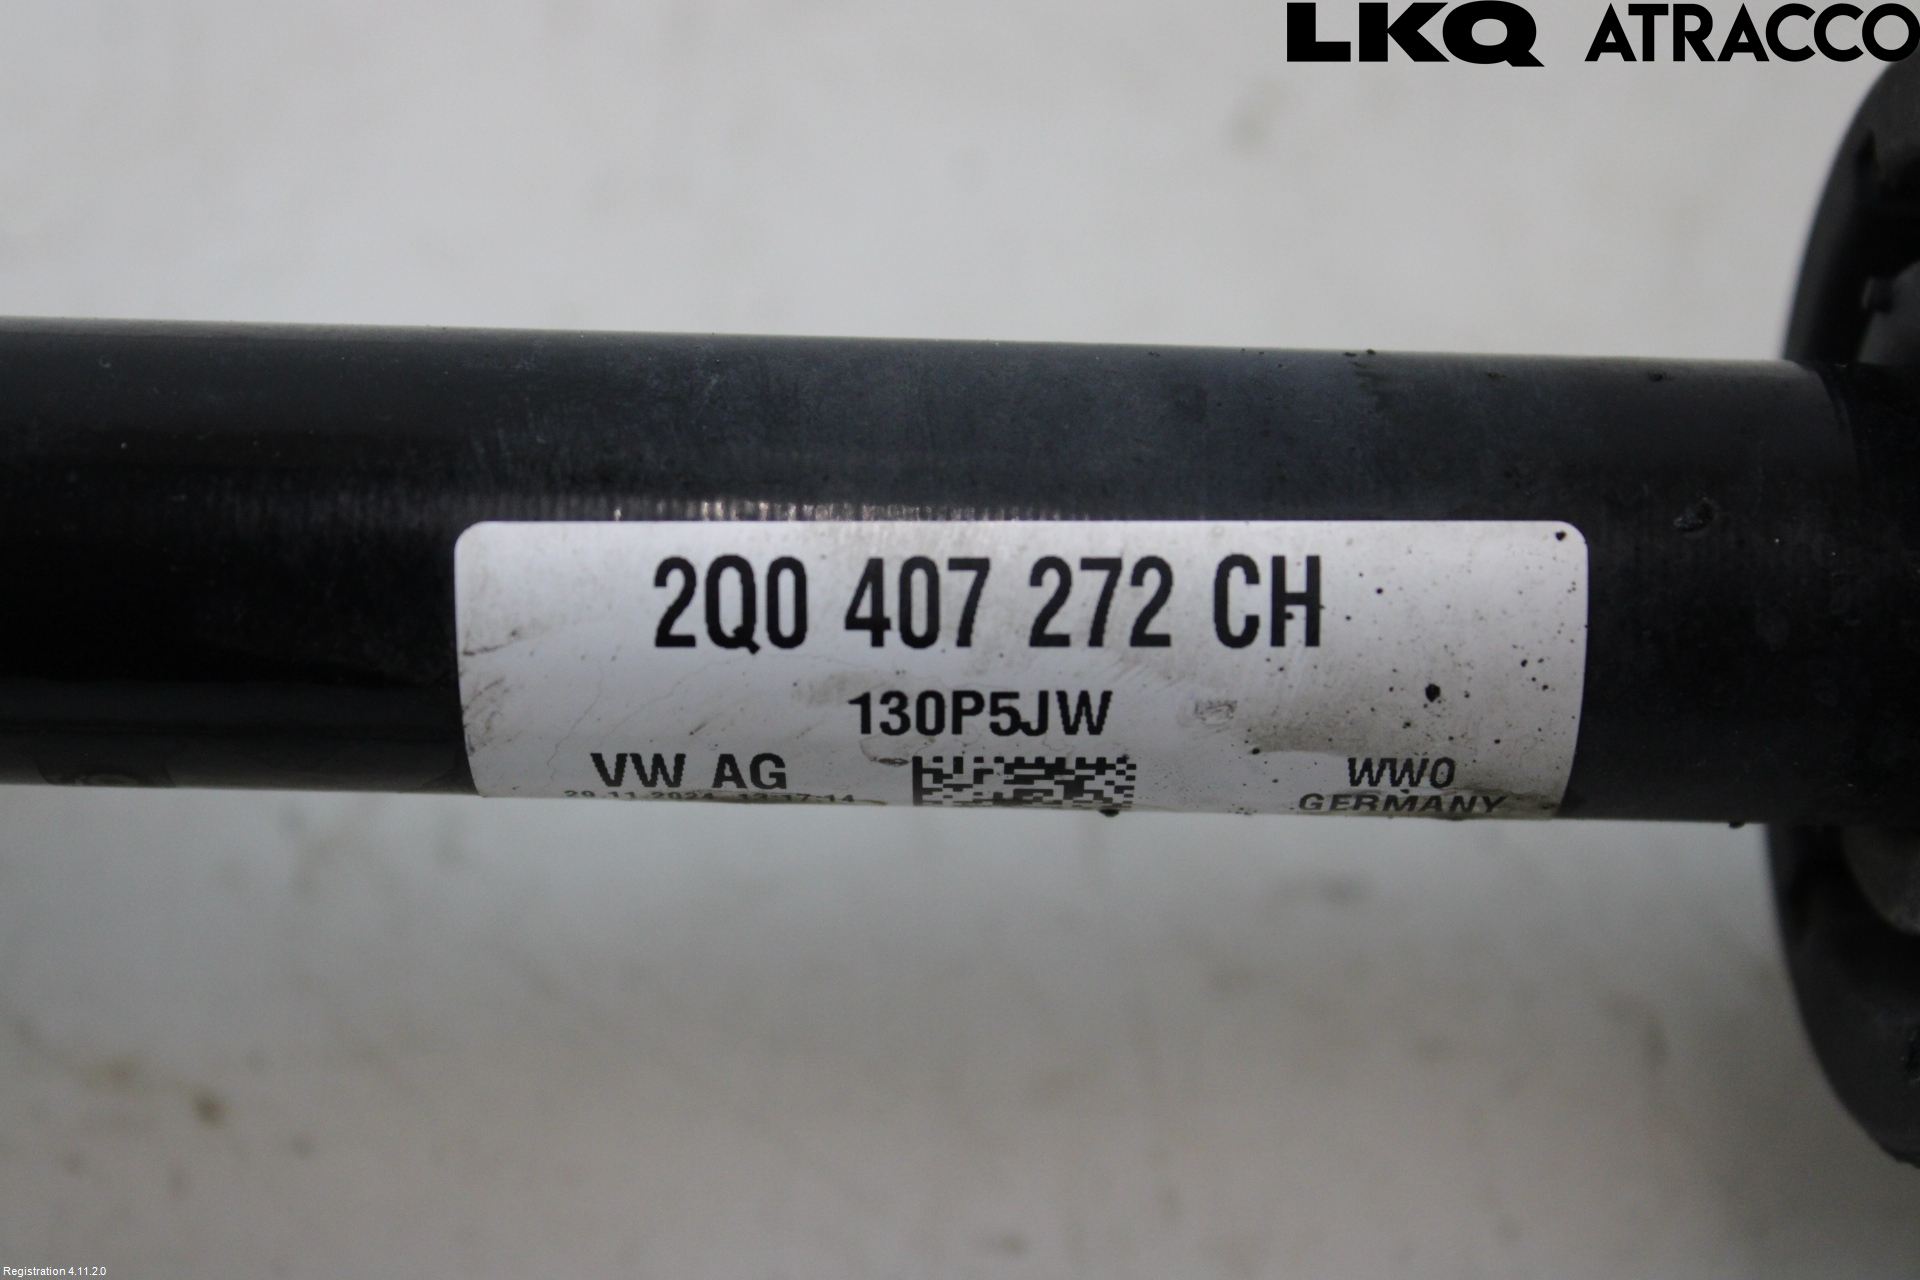 LKQ ATRACCO
2Q0 407 272 CH
130P5JW
VW AG
WW0
GERMANY
Registration 4.11.2.0